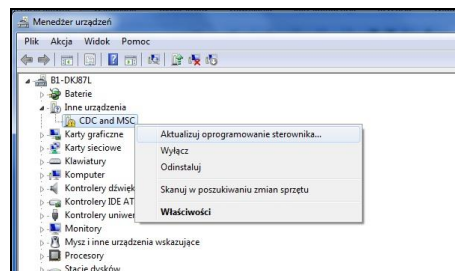 Menedżer urządzeń
Plik Akcja Widok Pomoc
B1-DKJ87L
Baterie
Inne urządzenia
CDC and MSC
Karty graficzne
Karty sieciowe
Klawiatury
Komputer
Kontrolery dźwięk
Kontrolery IDE AT
Kontrolery uniwer
Monitory
Mysz i inne urządzenia wskazujące
Procesory
Stacje dysków
Aktualizuj oprogramowanie sterownika...
Wyłącz
Odinstaluj
Skanuj w poszukiwaniu zmian sprzętu
Właściwości